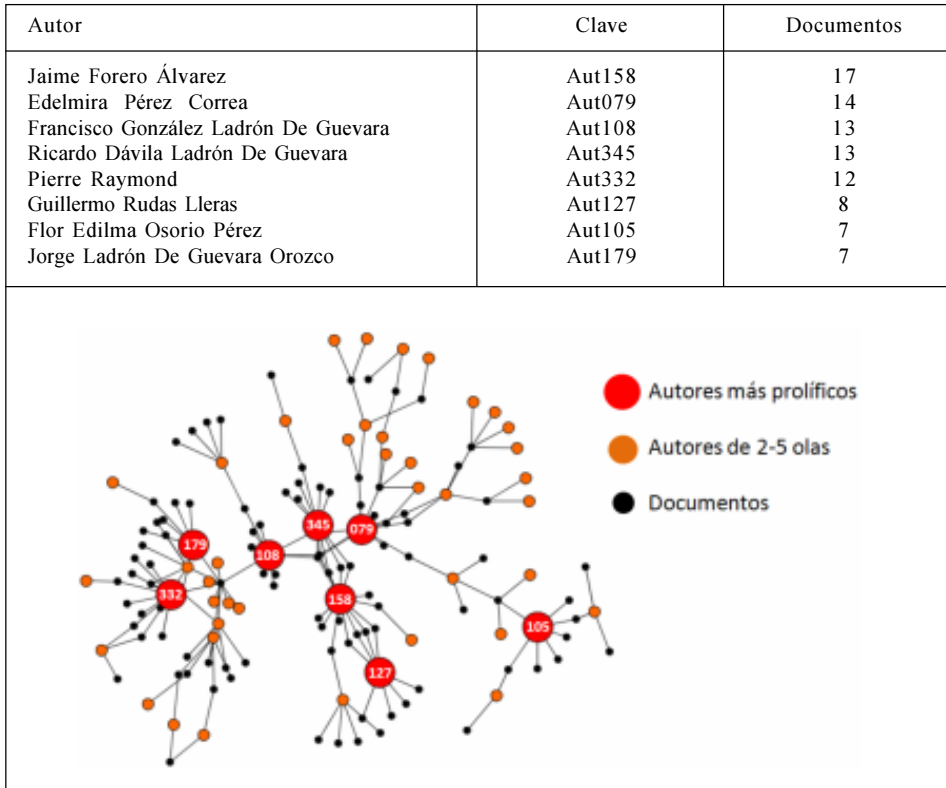 Autor Clave Documentos
Jaime Forero Álvarez Aut158 17
Edelmira Pérez Correa Aut079 14
Francisco González Ladrón De Guevara Aut108 13
Ricardo Dávila Ladrón De Guevara Aut345 13
Pierre Raymond Aut332 12
Guillermo Rudas Lleras Aut127 8
Flor Edilma Osorio Pérez Aut105 7
Jorge Ladrón De Guevara Orozco Aut179 7
Autores más prolíficos
Autores de 2-5 olas
Documentos
345
079
179
108
332
158
105
127